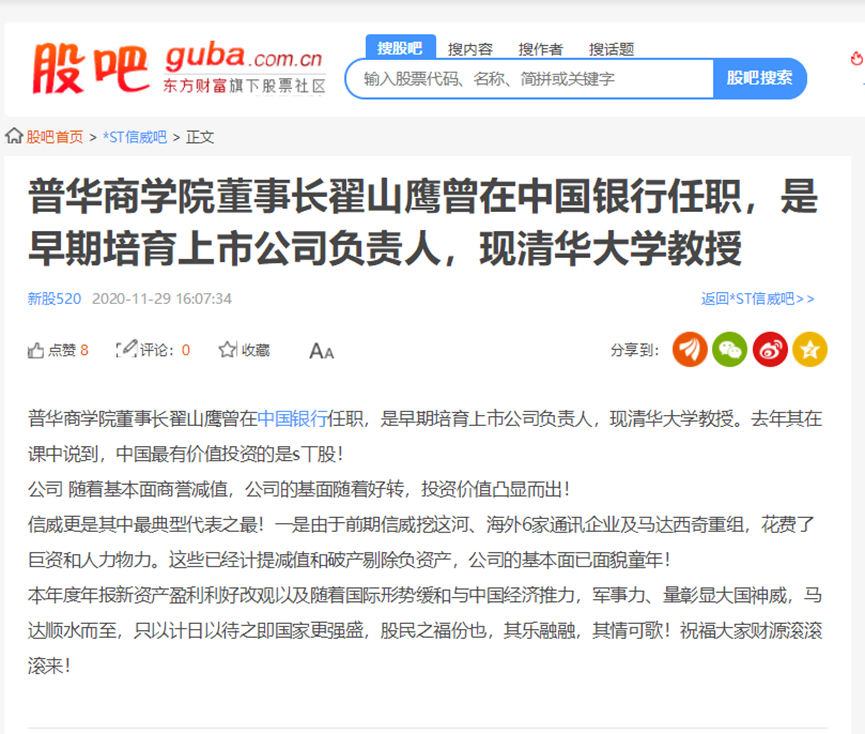 股吧 guba.com.cn
东方财富旗下股票社区
搜股吧 搜内容 搜作者 搜话题
输入股票代码、名称、简拼或关键字 股吧搜索
股吧首页 > *ST信威吧 > 正文
普华商学院董事长翟山鹰曾在中国银行任职，是
早期培育上市公司负责人，现清华大学教授
新股520 2020-11-29 16:07:34 返回*ST信威吧>>
点赞 8 评论：0 收藏 AA 分享到：
普华商学院董事长翟山鹰曾在中国银行任职，是早期培育上市公司负责人，现清华大学教授。去年其在
课中说到，中国最有价值投资的是s丅股！
公司 随着基本面商誉减值，公司的基面随着好转，投资价值凸显而出！
信威更是其中最典型代表之最！一是由于前期信威挖这河、海外6家通讯企业及马达西奇重组，花费了
巨资和人力物力。这些已经计提减值和破产剔除负资产，公司的基本面已面貌童年！
本年度年报新资产盈利利好改观以及随着国际形势缓和与中国经济推力，军事力、量彰显大国神威，马
达顺水而至，只以计日以待之即国家更强盛，股民之福份也，其乐融融，其情可歌！祝福大家财源滚滚
滚来！